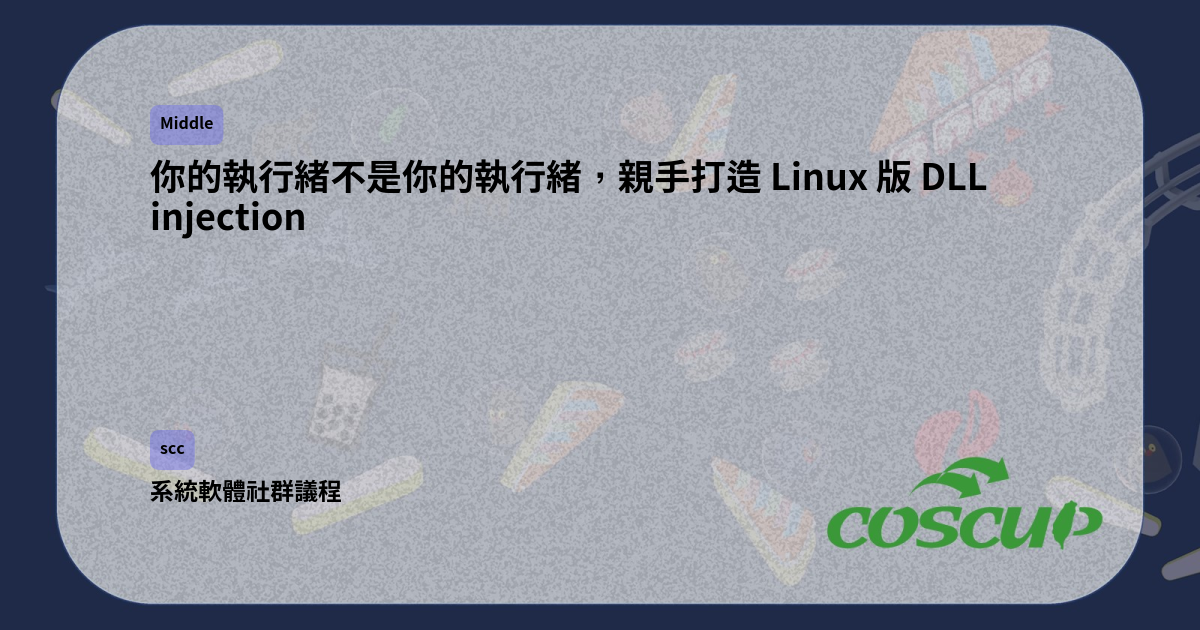 Middle
你的執行緒不是你的執行緒，親手打造 Linux 版 DLL
injection
scc
系統軟體社群議程
COSCUP